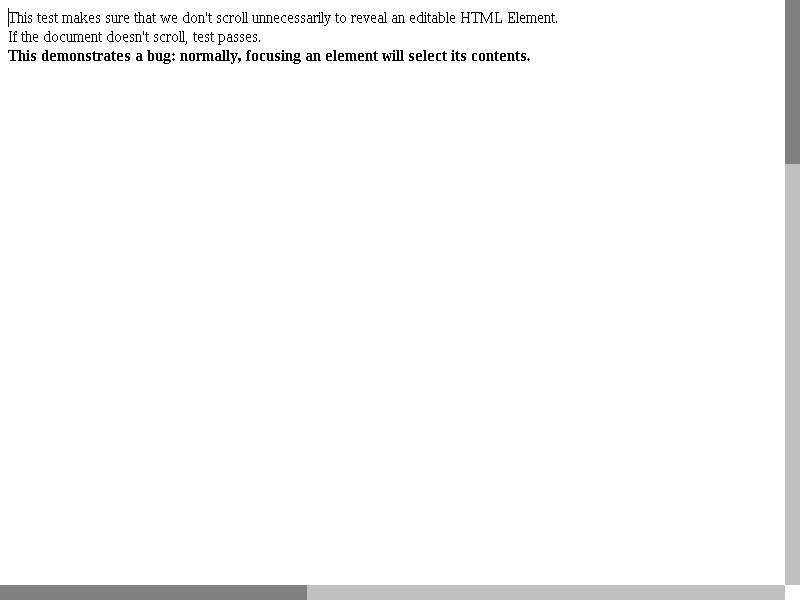 This test makes sure that we don't scroll unnecessarily to reveal an editable HTML Element.
If the document doesn't scroll, test passes.
This demonstrates a bug: normally, focusing an element will select its contents.